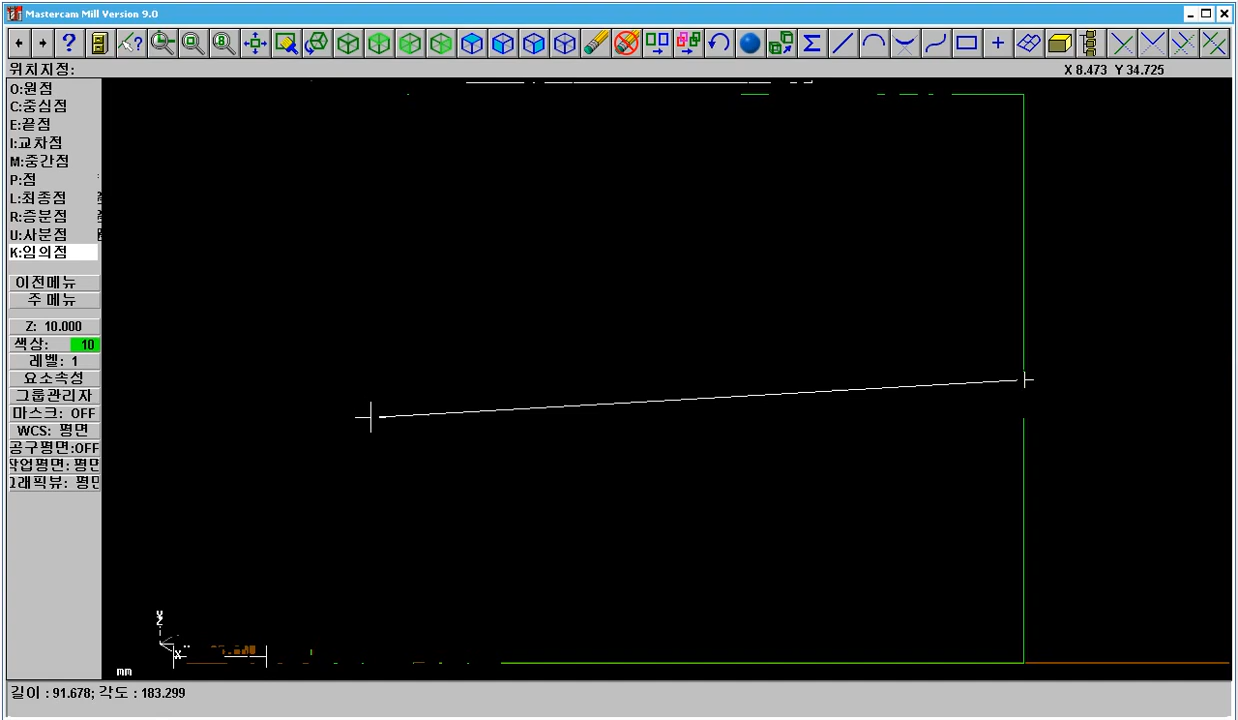 Mastercam Mill Version 9.0
위치지정:
X 8.473 Y 34.725
O:원점
C:중심점
E:끝점
I:교차점
M:중간점
P:점
L:최종점
R:증분점
U:사분점
K:임의점
이전메뉴
주 메뉴
Z: 10.000
색상: 10
레벨: 1
요소속성
그룹관리자
마스크: OFF
WCS: 평면
공구평면:OFF
작업평면: 평면
그래픽뷰: 평면
Y
Z
X
mm
길이 : 91.678; 각도 : 183.299